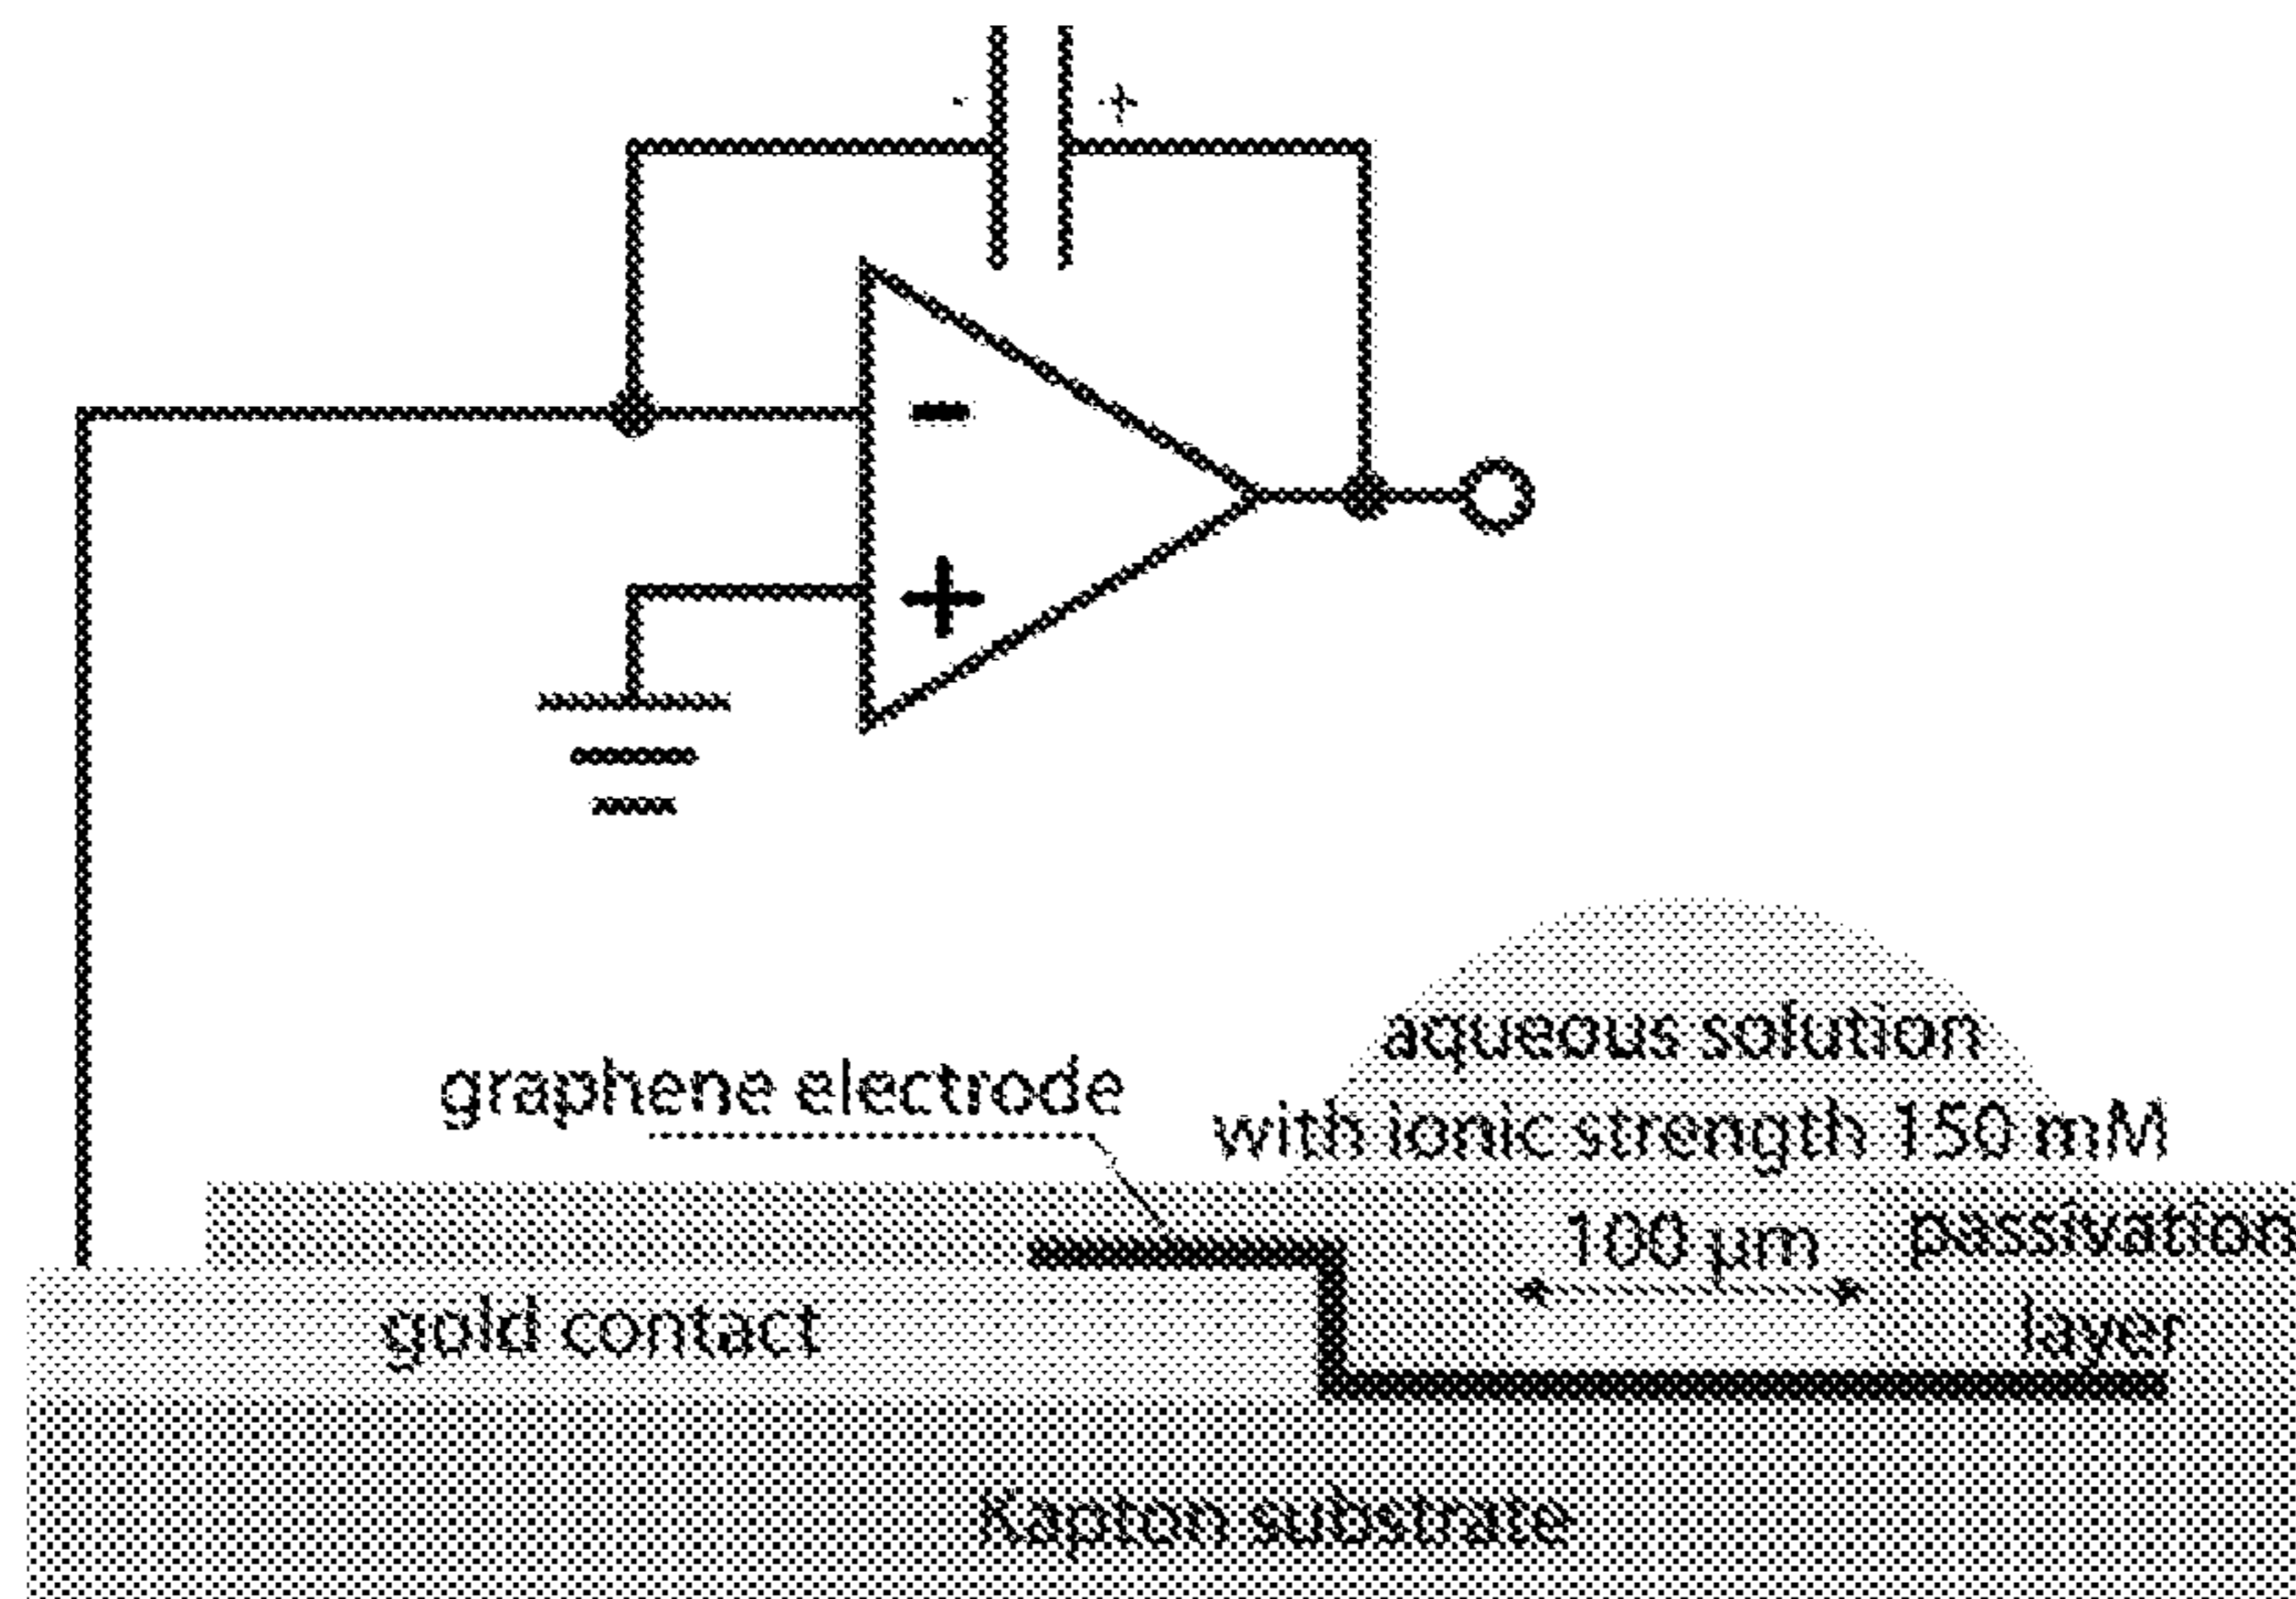 - +
-
+
aqueous solution
graphene electrode
with ionic strength 150 mM
100 µm
passivation
layer
gold contact
Kapton substrate